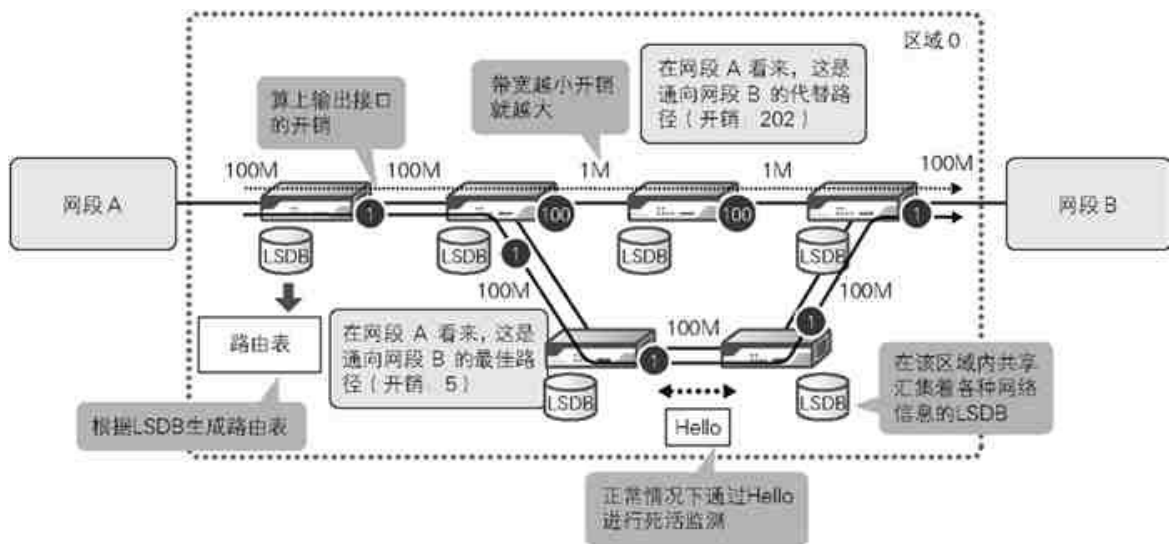 区域 0
算上输出接口
的开销
带宽越小开销
就越大
在网段 A 看来，这是
通向网段 B 的代替路
径（开销：202）
100M
100M
1M
1M
100M
网段 A
1
100
100
1
网段 B
LSDB
LSDB
LSDB
LSDB
1
100M
100M
路由表
在网段 A 看来，这是
通向网段 B 的最佳路
径（开销：5）
100M
1
1
LSDB
LSDB
在该区域内共享
汇集着各种网络
信息的LSDB
根据LSDB生成路由表
Hello
正常情况下通过Hello
进行死活监测